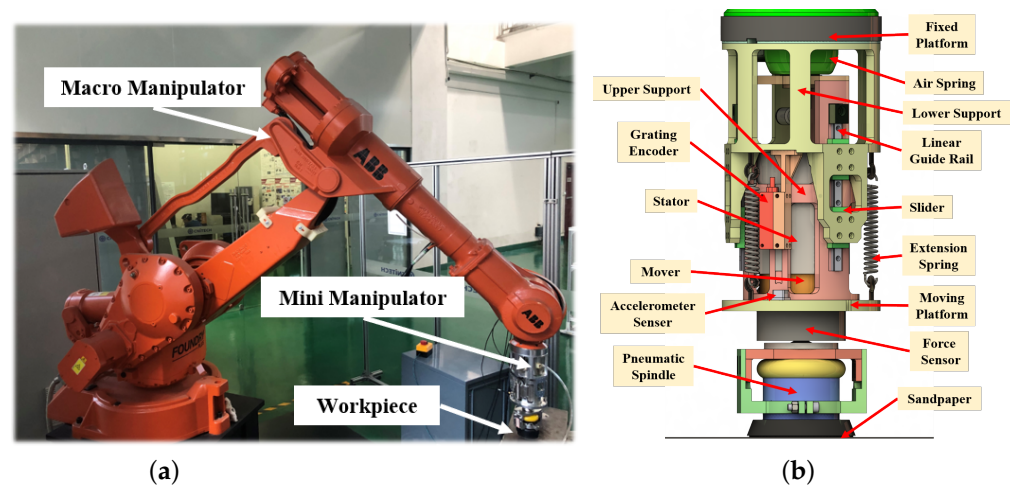 Macro Manipulator
ABB
Mini Manipulator
ABB
FOUNDRY
Workpiece
(a)
Fixed
Platform
Air Spring
Upper Support
Lower Support
Grating
Encoder
Linear
Guide Rail
Stator
Slider
Extension
Spring
Mover
Accelerometer
Senser
Moving
Platform
Force
Sensor
Pneumatic
Spindle
Sandpaper
(b)